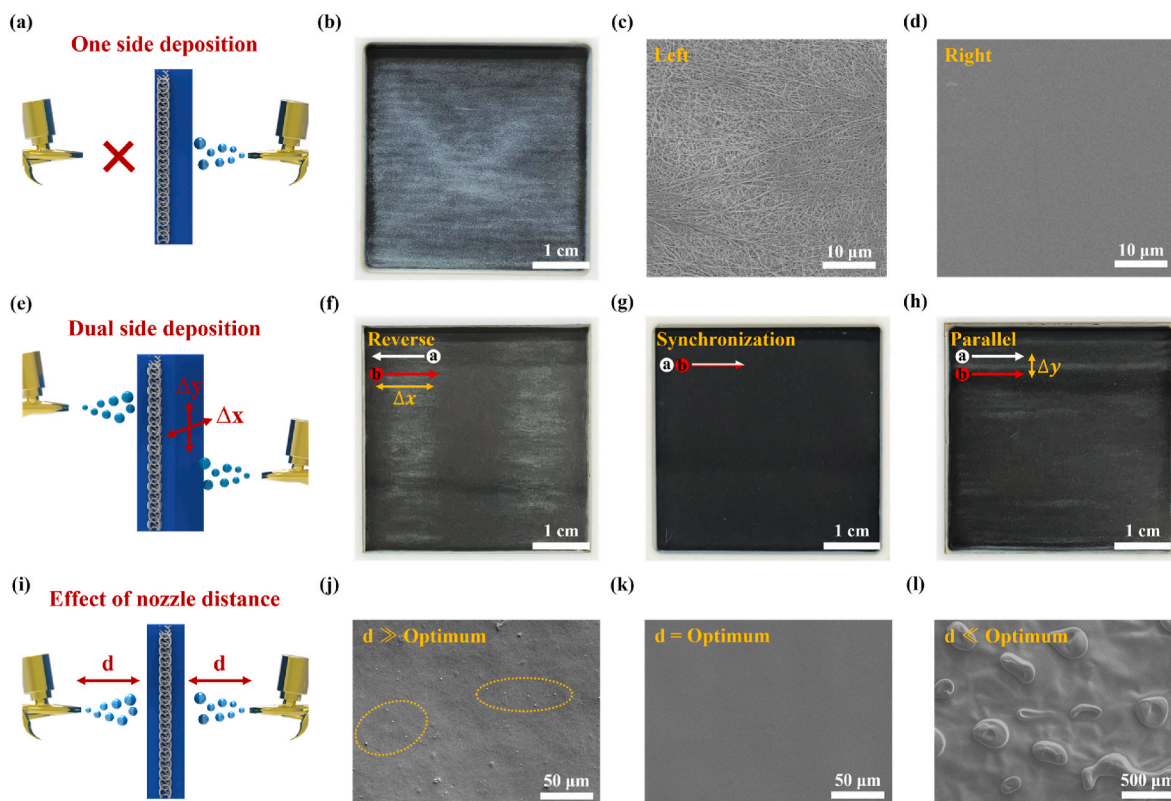 (a)
One side deposition
(b)
1 cm
(c)
Left
10 μm
(d)
Right
10 μm
(e)
Dual side deposition
Δy
Δx
(f)
Reverse
a
b
Δx
1 cm
(g)
Synchronization
a b
1 cm
(h)
Parallel
a
b
Δy
1 cm
(i)
Effect of nozzle distance
d
d
(j)
d ≫ Optimum
50 μm
(k)
d = Optimum
50 μm
(l)
d ≪ Optimum
500 μm